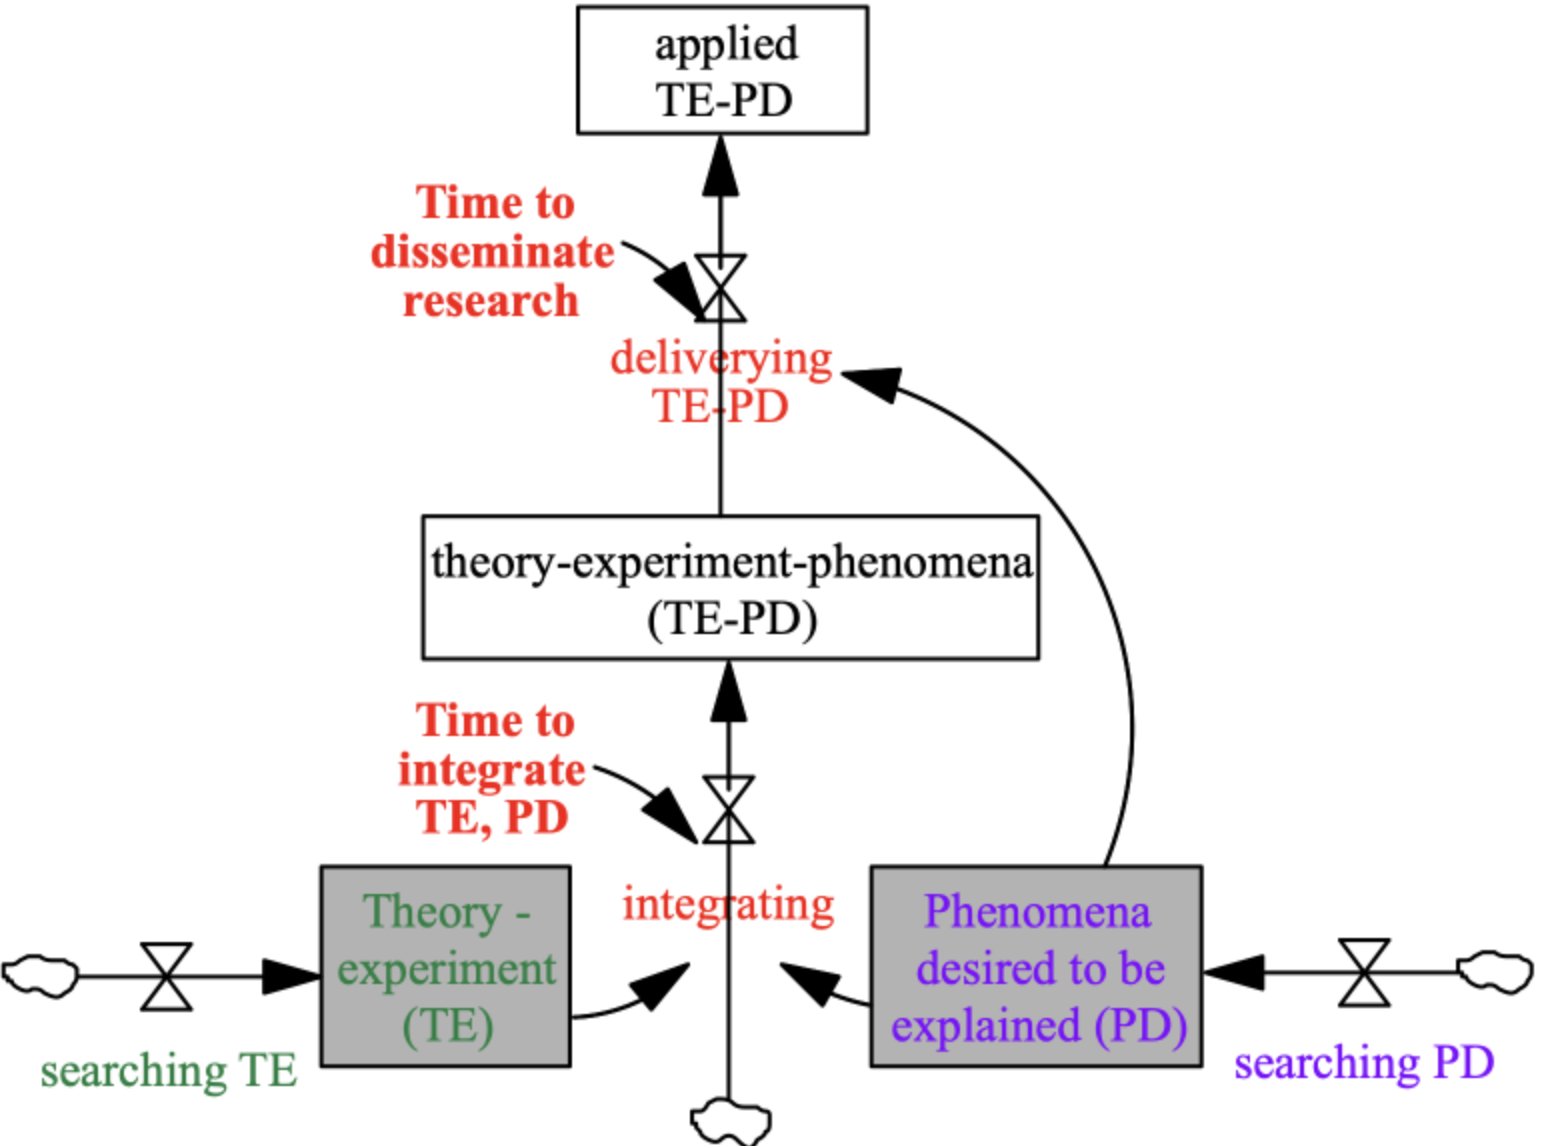 applied
TE-PD
Time to
disseminate
research
deliverying
TE-PD
theory-experiment-phenomena
(TE-PD)
Time to
integrate
TE, PD
integrating
Theory -
experiment
(TE)
Phenomena
desired to be
explained (PD)
searching TE
searching PD